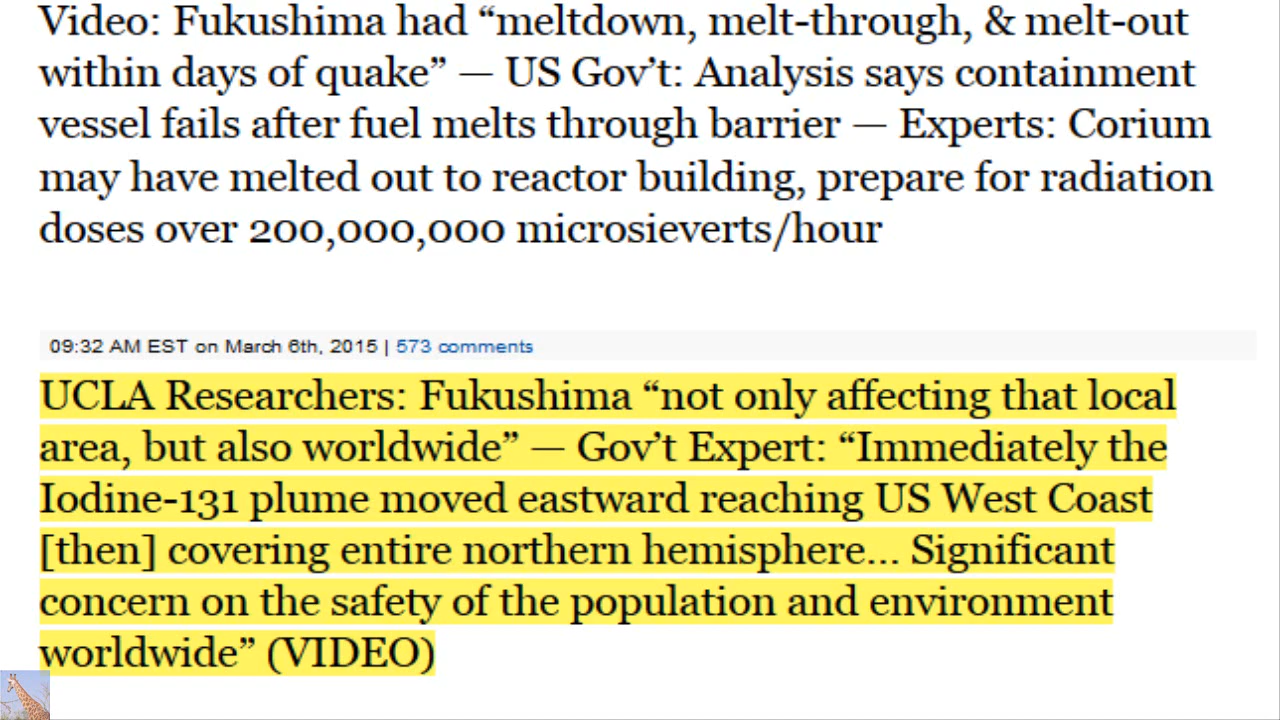 Video: Fukushima had “meltdown, melt-through, & melt-out
within days of quake” — US Gov’t: Analysis says containment
vessel fails after fuel melts through barrier — Experts: Corium
may have melted out to reactor building, prepare for radiation
doses over 200,000,000 microsieverts/hour
09:32 AM EST on March 6th, 2015 | 573 comments
UCLA Researchers: Fukushima “not only affecting that local
area, but also worldwide” — Gov’t Expert: “Immediately the
Iodine-131 plume moved eastward reaching US West Coast
[then] covering entire northern hemisphere... Significant
concern on the safety of the population and environment
worldwide” (VIDEO)